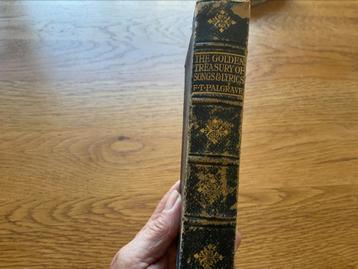 THE GOLDEN
TREASURY OF
SONGS & LYRICS
F·T·PALGRAVE